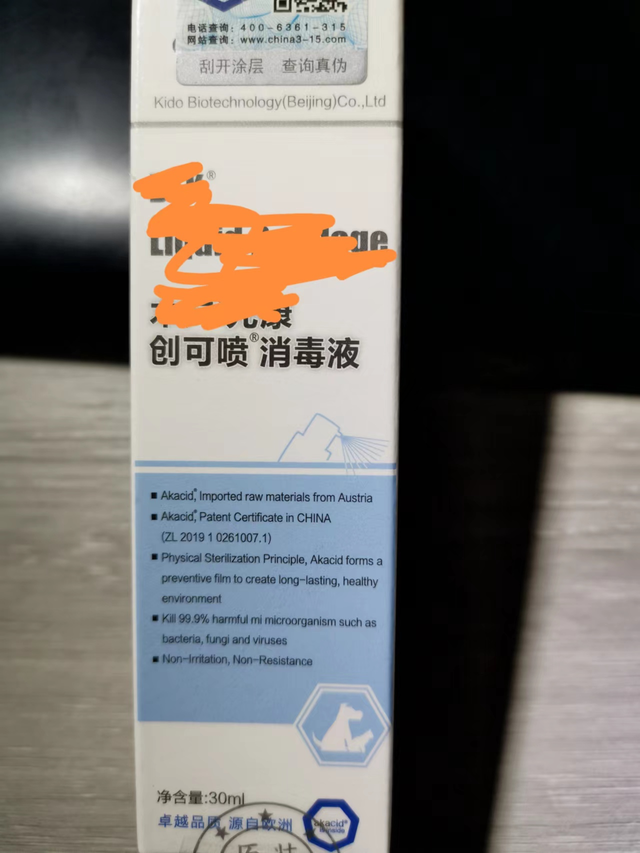 电话查询：400-6361-315
网站查询：www.china3-15.com
刮开涂层 查询真伪
Kido Biotechnology(Beijing)Co.,Ltd
®
Liquid
康
创可喷®消毒液
■ Akacid®, Imported raw materials from Austria
■ Akacid®, Patent Certificate in CHINA
(ZL 2019 1 0261007.1)
■ Physical Sterilization Principle, Akacid forms a
preventive film to create long-lasting, healthy
environment
■ Kill 99.9% harmful mi microorganism such as
bacteria, fungi and viruses
■ Non-Irritation, Non-Resistance
净含量:30ml
卓越品质 源自欧洲
akacid®
原装